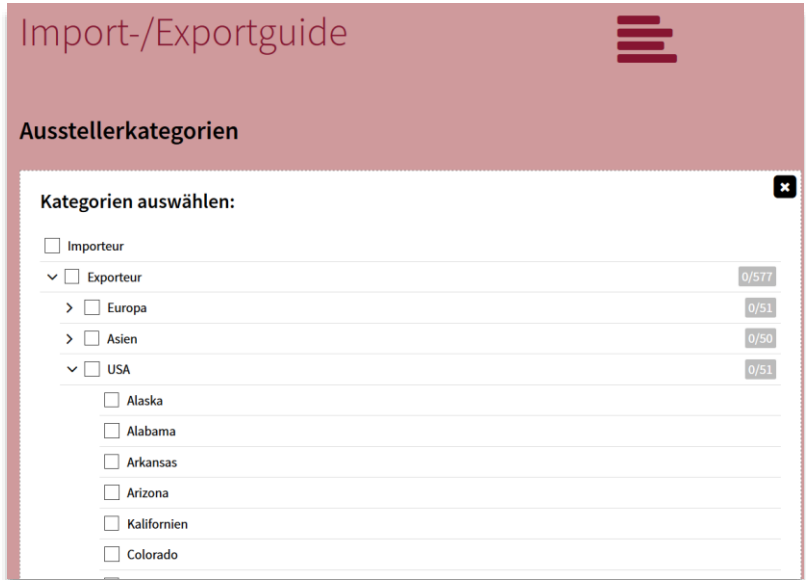 Import-/Exportguide
Ausstellerkategorien
Kategorien auswählen:
Importeur
Exporteur 0/577
Europa 0/51
Asien 0/50
USA 0/51
Alaska
Alabama
Arkansas
Arizona
Kalifornien
Colorado